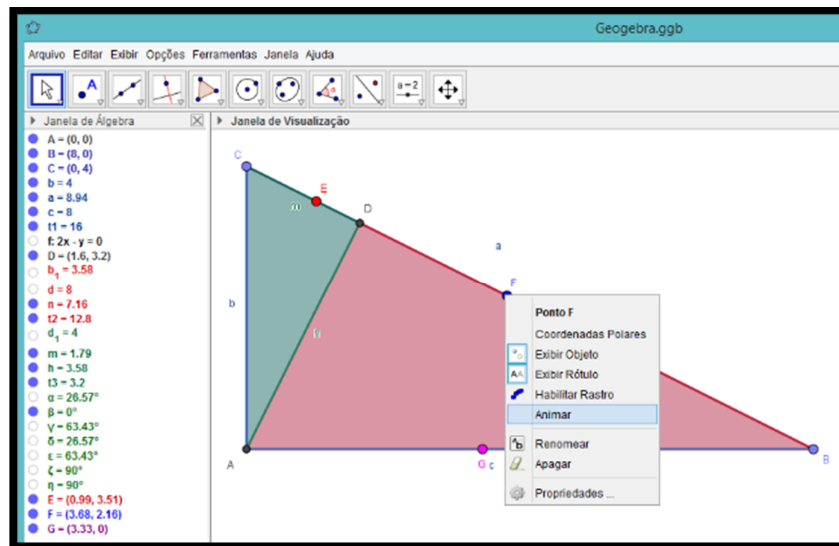 Geogebra.ggb
Arquivo Editar Exibir Opções Ferramentas Janela Ajuda
A
α
a=2
Janela de Álgebra
Janela de Visualização
A = (0, 0)
B = (8, 0)
C = (0, 4)
b = 4
a = 8.94
c = 8
t1 = 16
f: 2x - y = 0
D = (1.6, 3.2)
b₁ = 3.58
d = 8
n = 7.16
t2 = 12.8
d₁ = 4
m = 1.79
h = 3.58
t3 = 3.2
α = 26.57°
β = 0°
γ = 63.43°
δ = 26.57°
ε = 63.43°
ζ = 90°
η = 90°
E = (0.99, 3.51)
F = (3.68, 2.16)
G = (3.33, 0)
C
E
m
D
a
F
b
h
A
G c
B
Ponto F
Coordenadas Polares
Exibir Objeto
AA Exibir Rótulo
Habilitar Rastro
Animar
Renomear
Apagar
Propriedades ...